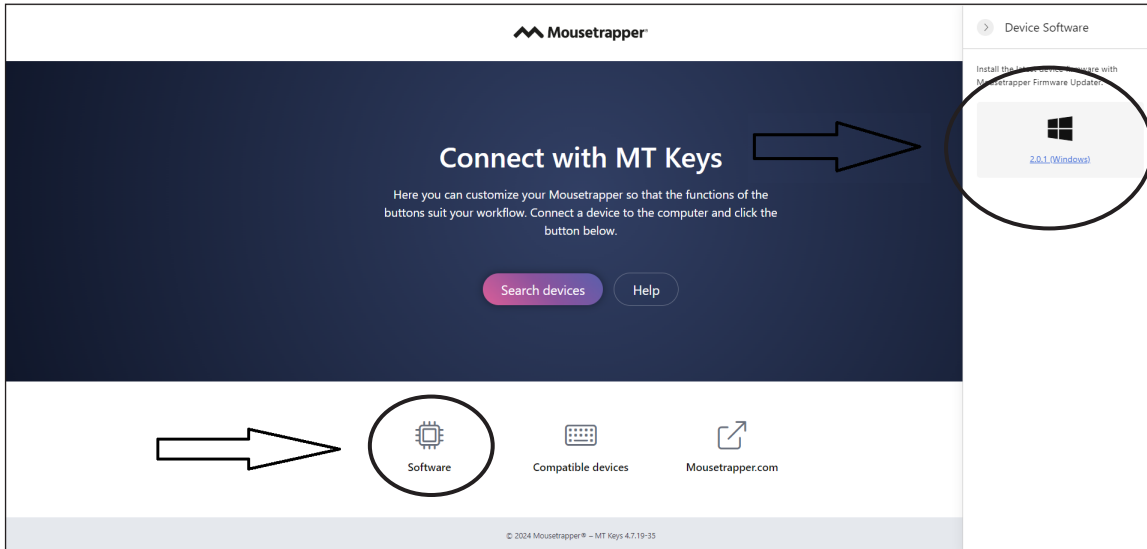 Mousetrapper®
Device Software
Install the latest device firmware with
Mousetrapper Firmware Updater.
2.0.1 (Windows)
Connect with MT Keys
Here you can customize your Mousetrapper so that the functions of the
buttons suit your workflow. Connect a device to the computer and click the
button below.
Search devices
Help
Software
Compatible devices
Mousetrapper.com
© 2024 Mousetrapper® – MT Keys 4.7.19-35